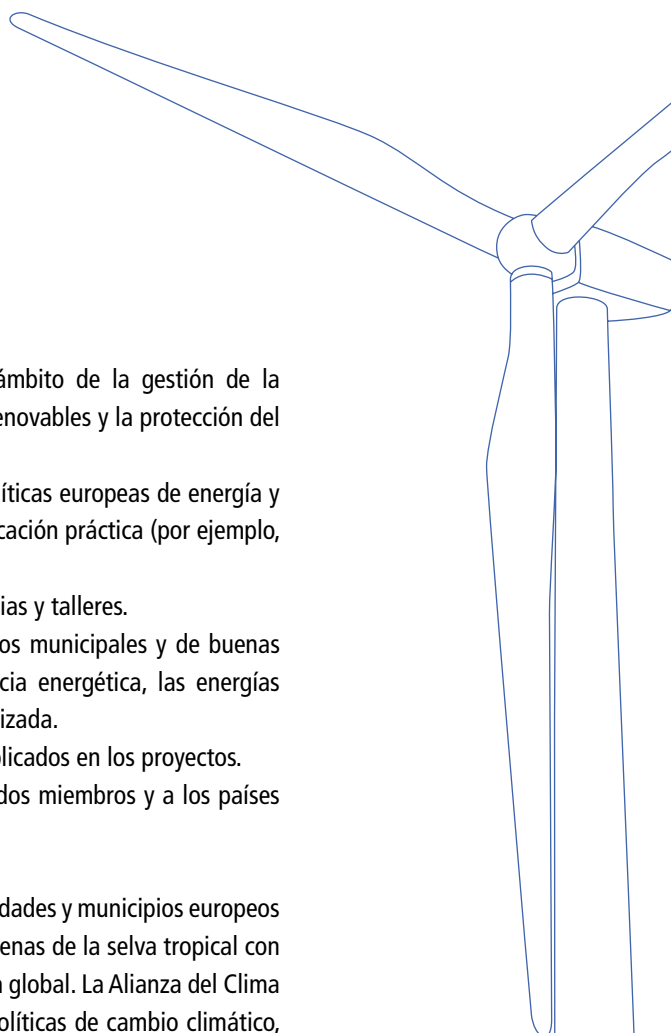 ámbito de la gestión de la
enovables y la protección del
íticas europeas de energía y
cación práctica (por ejemplo,
ias y talleres.
os municipales y de buenas
cia energética, las energías
izada.
plicados en los proyectos.
dos miembros y a los países
dades y municipios europeos
enas de la selva tropical con
global. La Alianza del Clima
olíticas de cambio climático,